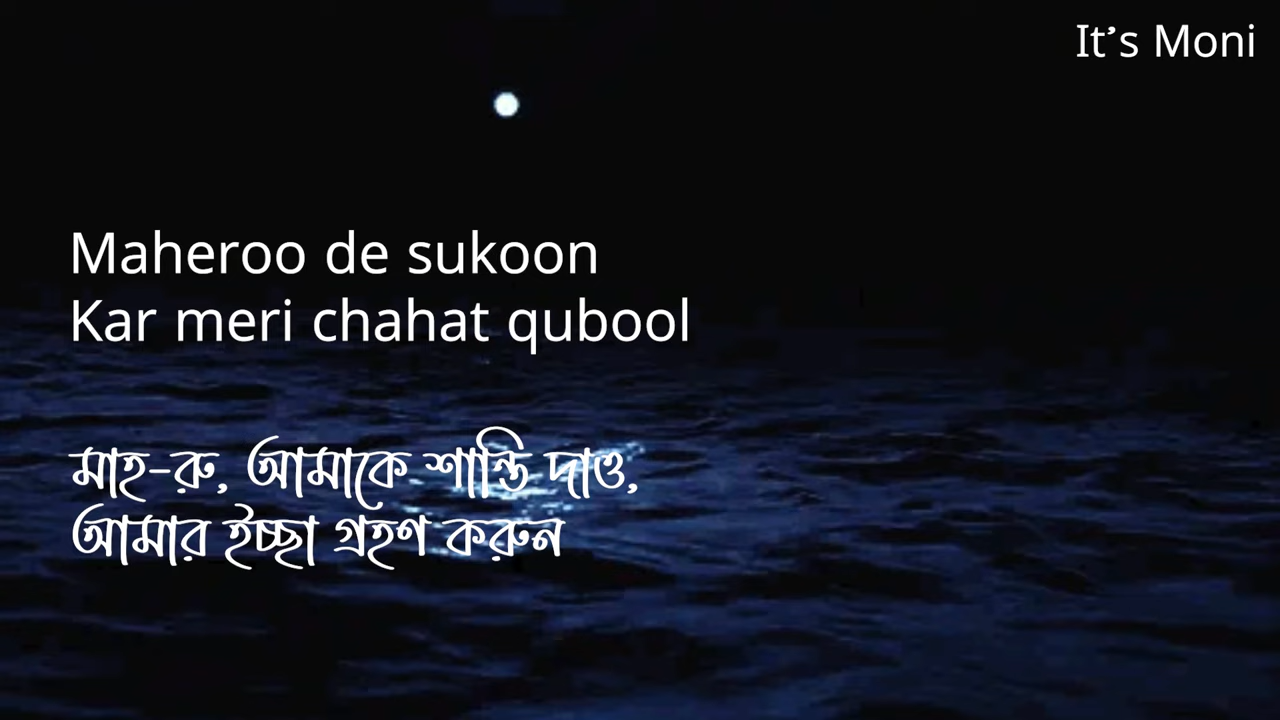 It's Moni
Maheroo de sukoon
Kar meri chahat qubool
মাহ-রু, আমাকে শান্তি দাও,
আমার ইচ্ছা গ্রহণ করুন